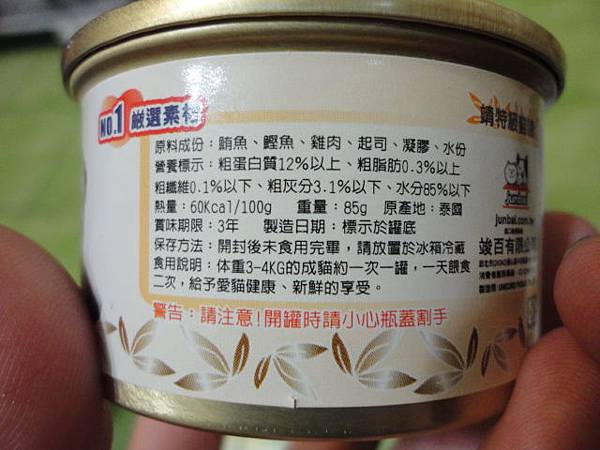 NO.1 嚴選素材
原料成份：鮪魚、鰹魚、雞肉、起司、凝膠、水份
營養標示：粗蛋白質12%以上、粗脂肪0.3%以上
粗纖維0.1%以下、粗灰分3.1%以下、水分85%以下
熱量：60Kcal/100g 重量：85g 原產地：泰國
賞味期限：3年 製造日期：標示於罐底
保存方法：開封後未食用完畢，請放置於冰箱冷藏
食用說明：体重3-4KG的成貓約一次一罐，一天餵食
二次，給予愛貓健康、新鮮的享受。
警告：請注意!開罐時請小心瓶蓋割手
特級
junbai
junbai.com.tw
竣百有限公